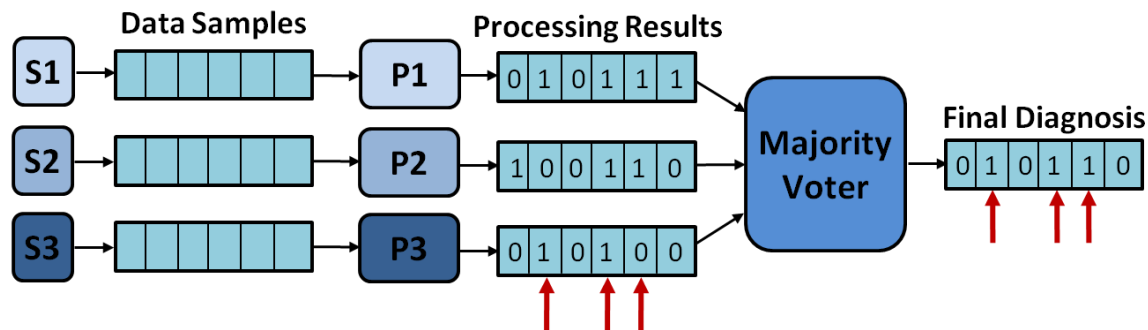 Data Samples
Processing Results
S1
P1
0 1 0 1 1 1
S2
P2
1 0 0 1 1 0
S3
P3
0 1 0 1 0 0
Majority
Voter
Final Diagnosis
0 1 0 1 1 0